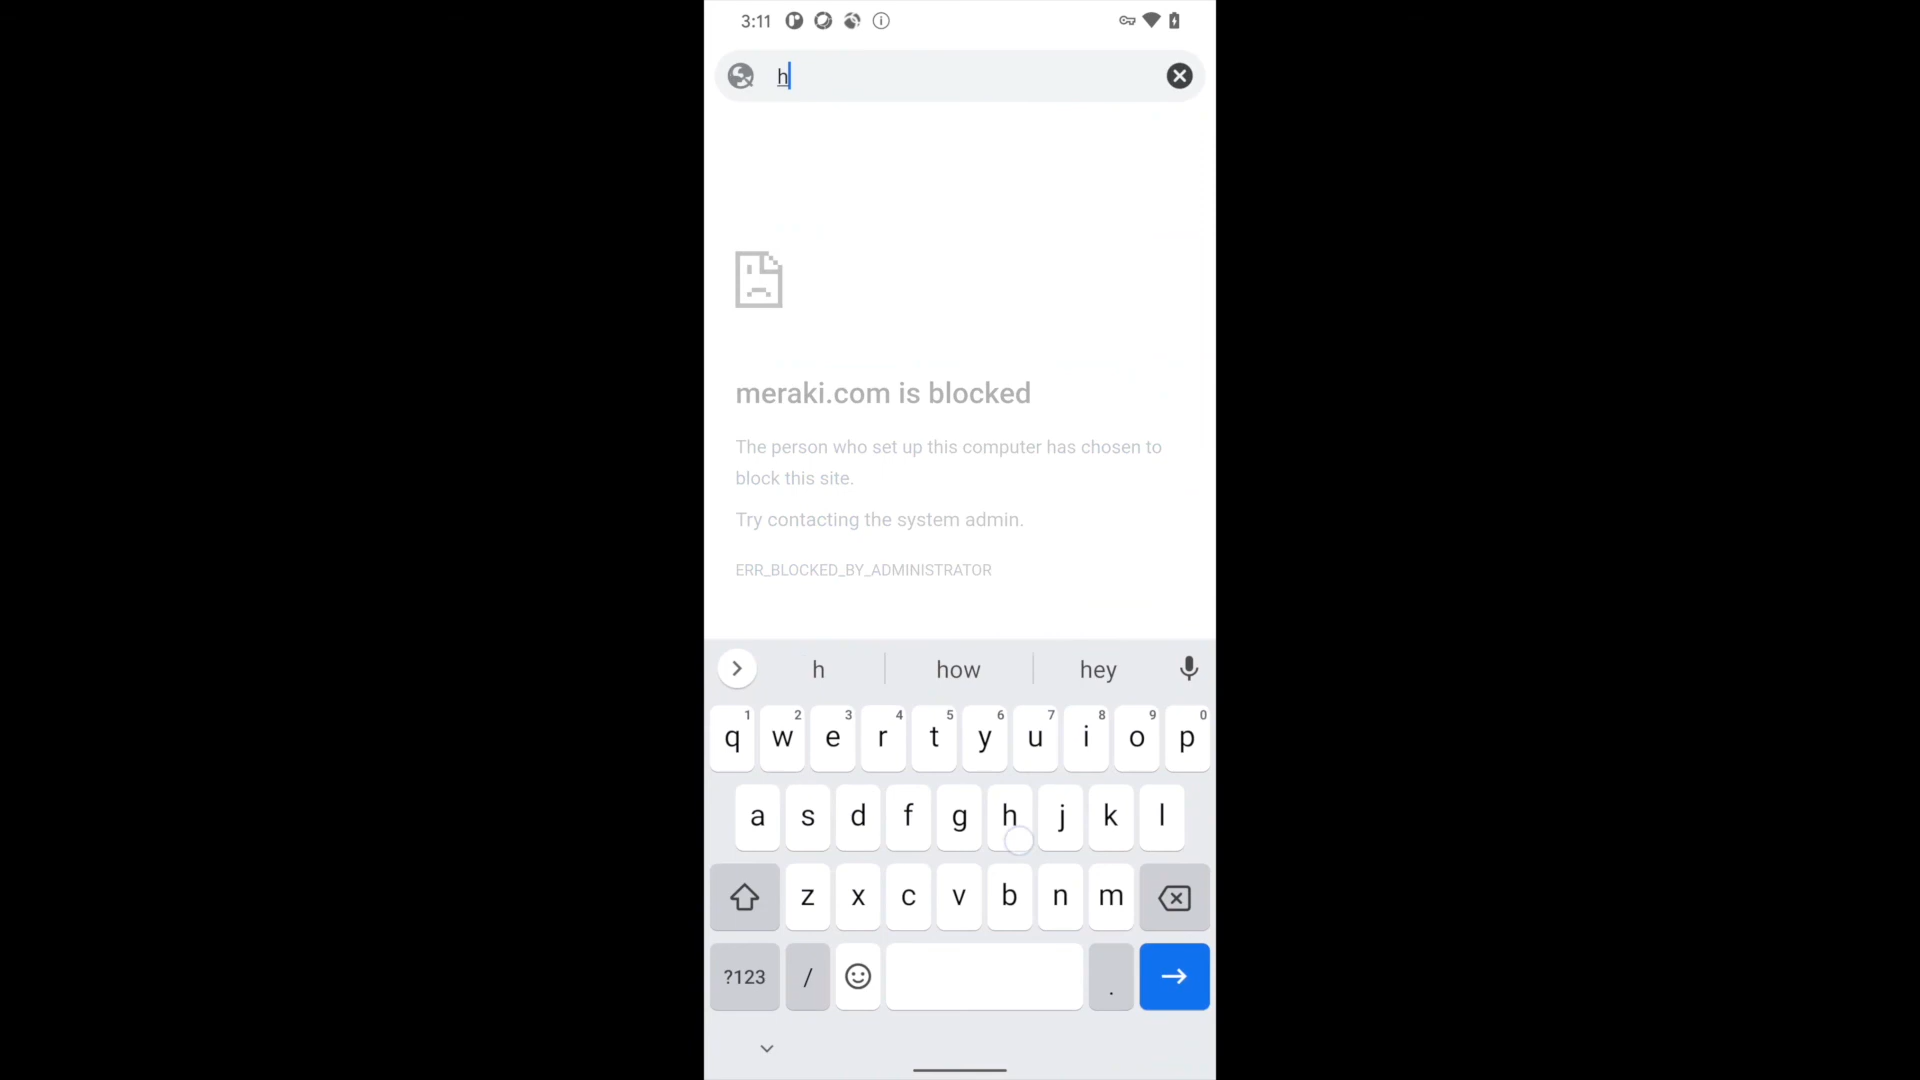 3:11
h
meraki.com is blocked
The person who set up this computer has chosen to
block this site.
Try contacting the system admin.
ERR_BLOCKED_BY_ADMINISTRATOR
h how hey
1 2 3 4 5 6 7 8 9 0
q w e r t y u i o p
a s d f g h j k l
z x c v b n m
?123 / .